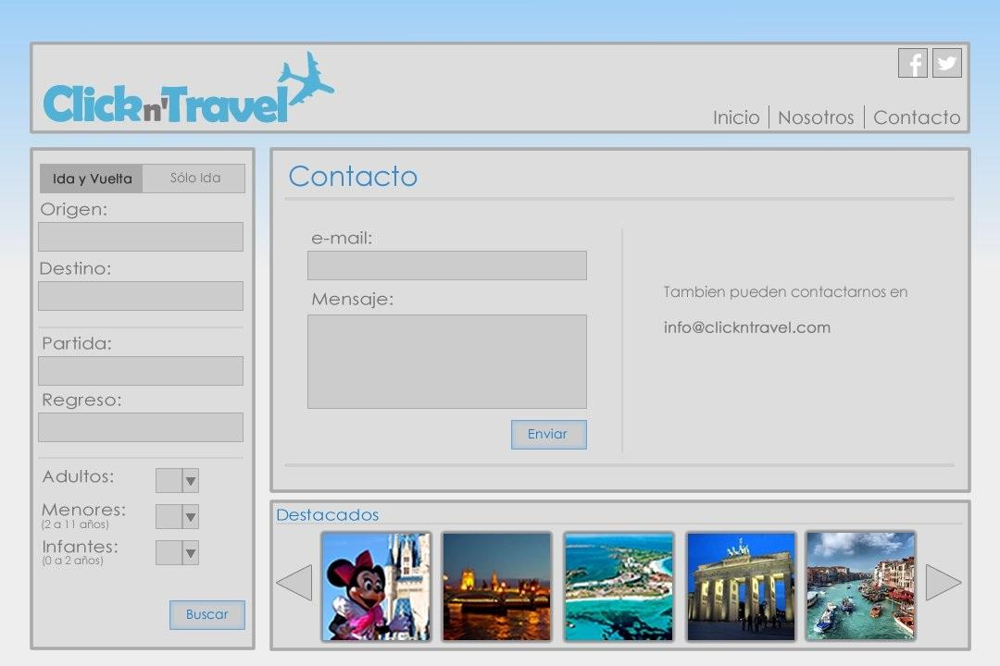 Click n' Travel
Inicio | Nosotros | Contacto
Ida y Vuelta
Sólo Ida
Origen:
Destino:
Partida:
Regreso:
Adultos:
Menores:
(2 a 11 años)
Infantes:
(0 a 2 años)
Buscar
Contacto
e-mail:
Mensaje:
Enviar
Tambien pueden contactarnos en
info@clickntravel.com
Destacados